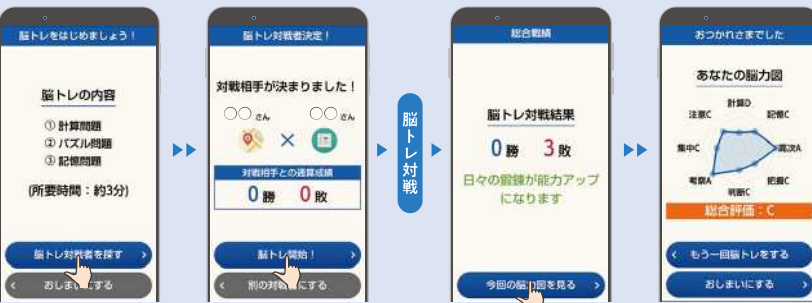 脳トレをはじめましょう！
脳トレの内容
① 計算問題
② パズル問題
③ 記憶問題
(所要時間：約3分)
脳トレ対戦者を探す
おしまいにする
脳トレ対戦者決定！
対戦相手が決まりました！
○○さん ○○さん
×
対戦相手との通算成績
0勝 0敗
脳トレ開始！
別の対戦者にする
脳トレ対戦
総合戦績
脳トレ対戦結果
0勝 3敗
日々の鍛錬が能力アップ
になります
今回の脳力図を見る
おつかれさまでした
あなたの脳力図
計算D
注意C 記憶C
集中C 高次A
考察A 把握C
判断C
総合評価：C
もう一回脳トレをする
おしまいにする